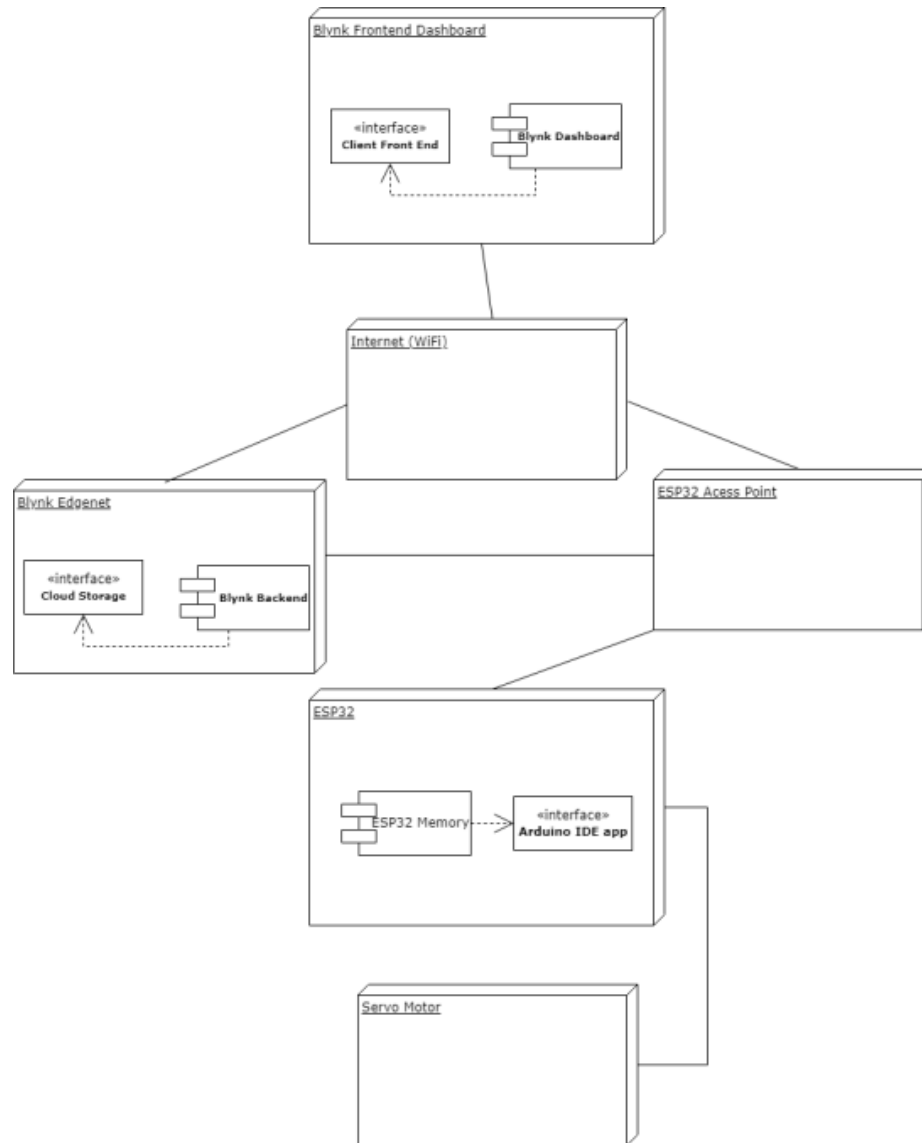 Blynk Frontend Dashboard
«interface»
Client Front End
Blynk Dashboard
Internet (WiFi)
Blynk Edgenet
«interface»
Cloud Storage
Blynk Backend
ESP32 Acess Point
ESP32
ESP32 Memory
«interface»
Arduino IDE app
Servo Motor